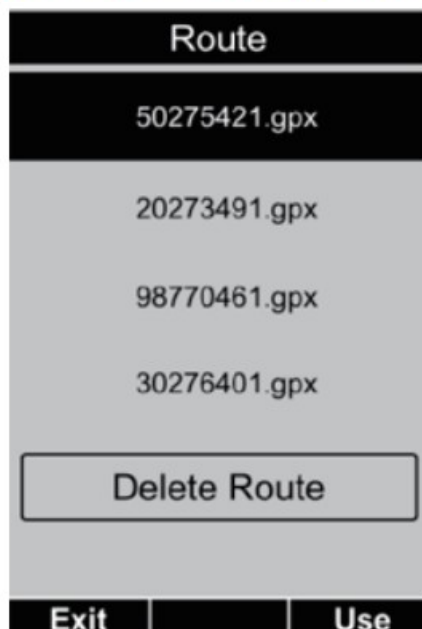 Route
50275421.gpx
20273491.gpx
98770461.gpx
30276401.gpx
Delete Route
Exit Use